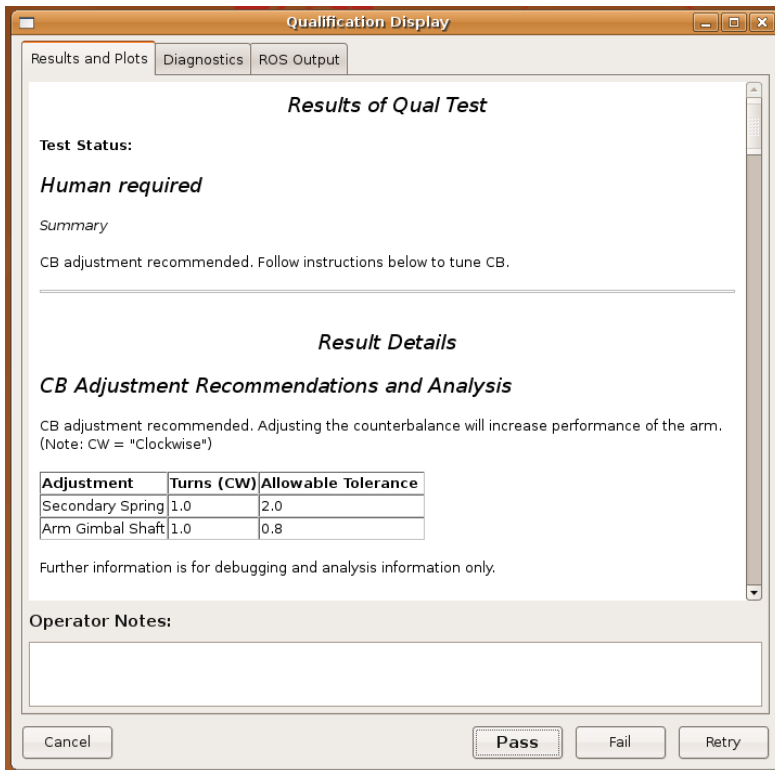 Qualification Display
Results and Plots Diagnostics ROS Output
Results of Qual Test
Test Status:
Human required
Summary
CB adjustment recommended. Follow instructions below to tune CB.
Result Details
CB Adjustment Recommendations and Analysis
CB adjustment recommended. Adjusting the counterbalance will increase performance of the arm.
(Note: CW = "Clockwise")
Adjustment Turns (CW) Allowable Tolerance
Secondary Spring 1.0 2.0
Arm Gimbal Shaft 1.0 0.8
Further information is for debugging and analysis information only.
Operator Notes:
Cancel Pass Fail Retry